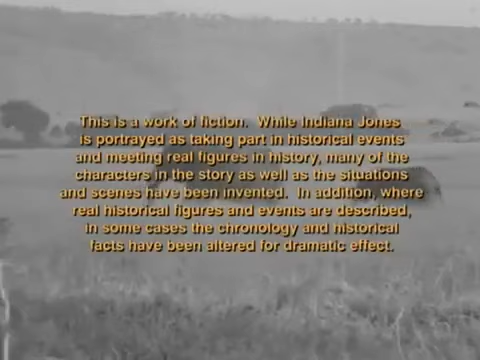 This is a work of fiction. While Indiana Jones
is portrayed as taking part in historical events
and meeting real figures in history, many of the
characters in the story as well as the situations
and scenes have been invented. In addition, where
real historical figures and events are described,
in some cases the chronology and historical
facts have been altered for dramatic effect.